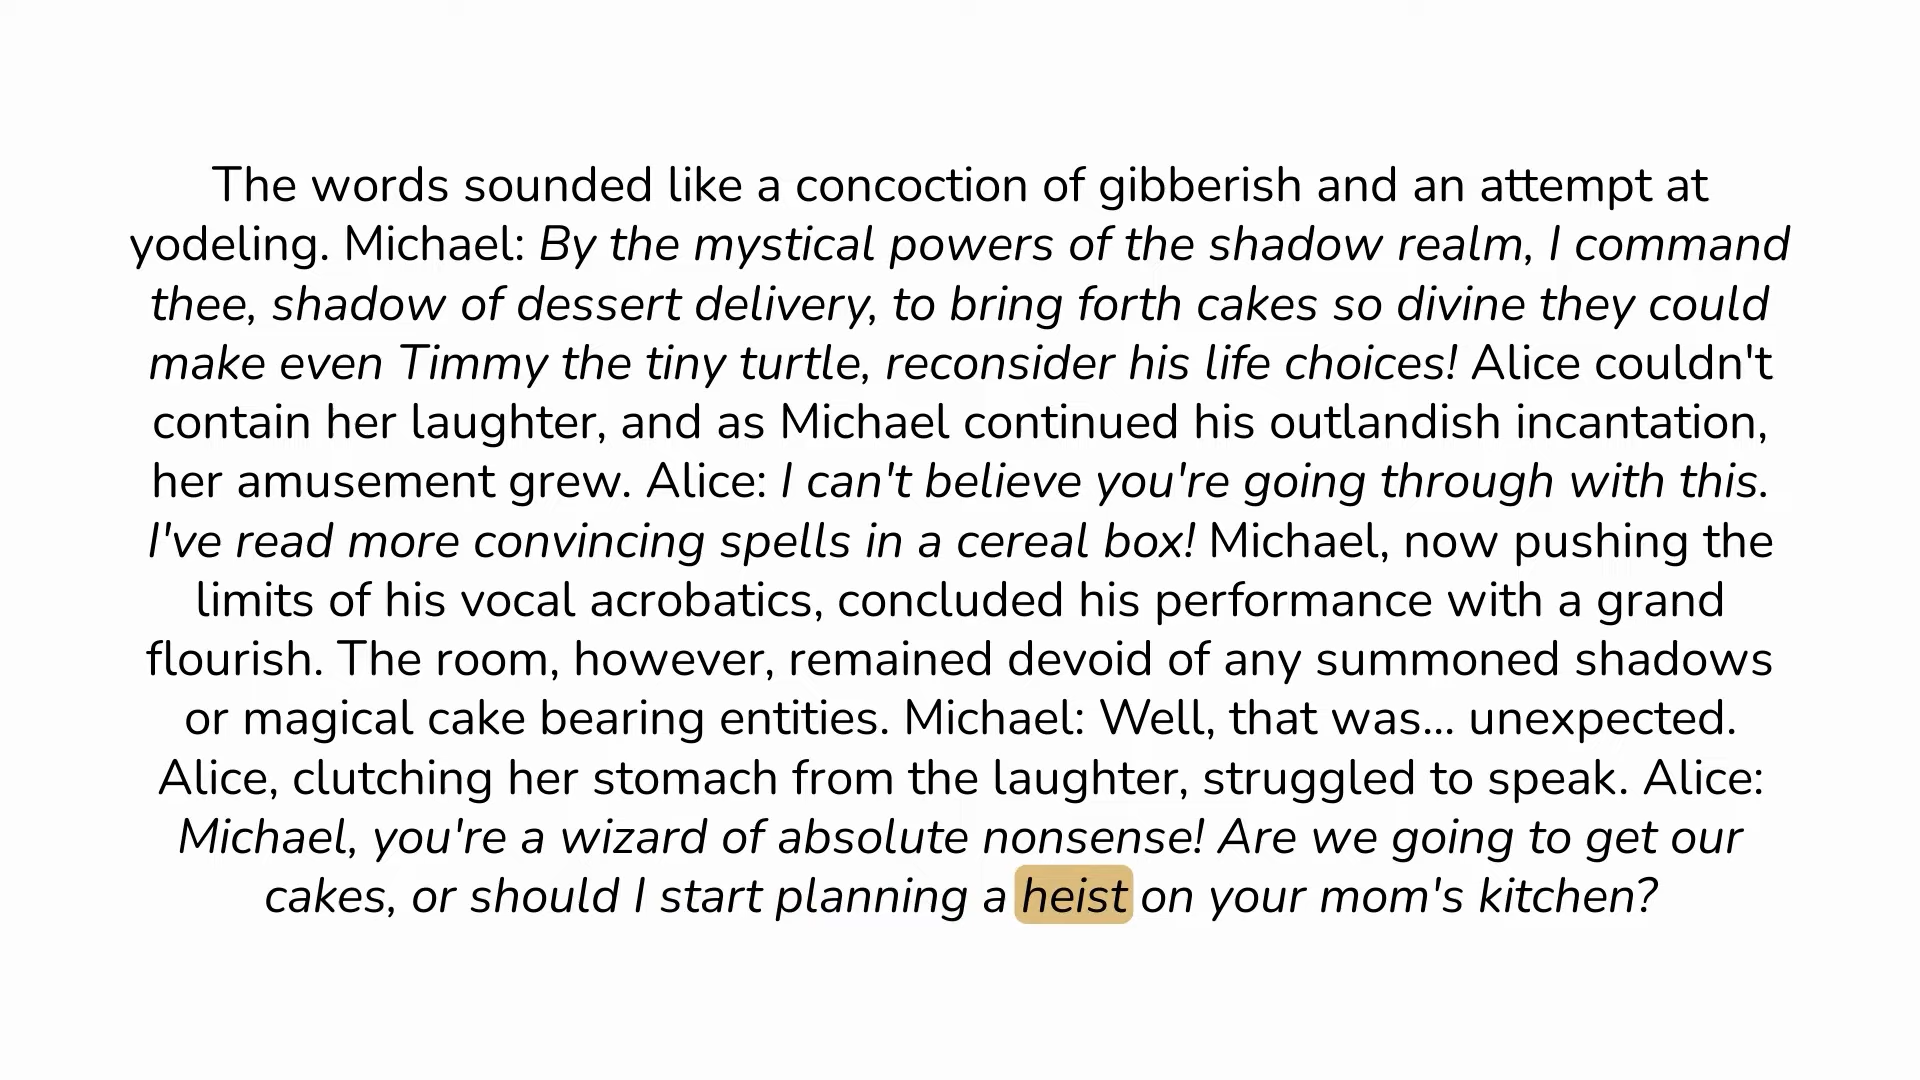 The words sounded like a concoction of gibberish and an attempt at
yodeling. Michael: By the mystical powers of the shadow realm, I command
thee, shadow of dessert delivery, to bring forth cakes so divine they could
make even Timmy the tiny turtle, reconsider his life choices! Alice couldn't
contain her laughter, and as Michael continued his outlandish incantation,
her amusement grew. Alice: I can't believe you're going through with this.
I've read more convincing spells in a cereal box! Michael, now pushing the
limits of his vocal acrobatics, concluded his performance with a grand
flourish. The room, however, remained devoid of any summoned shadows
or magical cake bearing entities. Michael: Well, that was... unexpected.
Alice, clutching her stomach from the laughter, struggled to speak. Alice:
Michael, you're a wizard of absolute nonsense! Are we going to get our
cakes, or should I start planning a heist on your mom's kitchen?